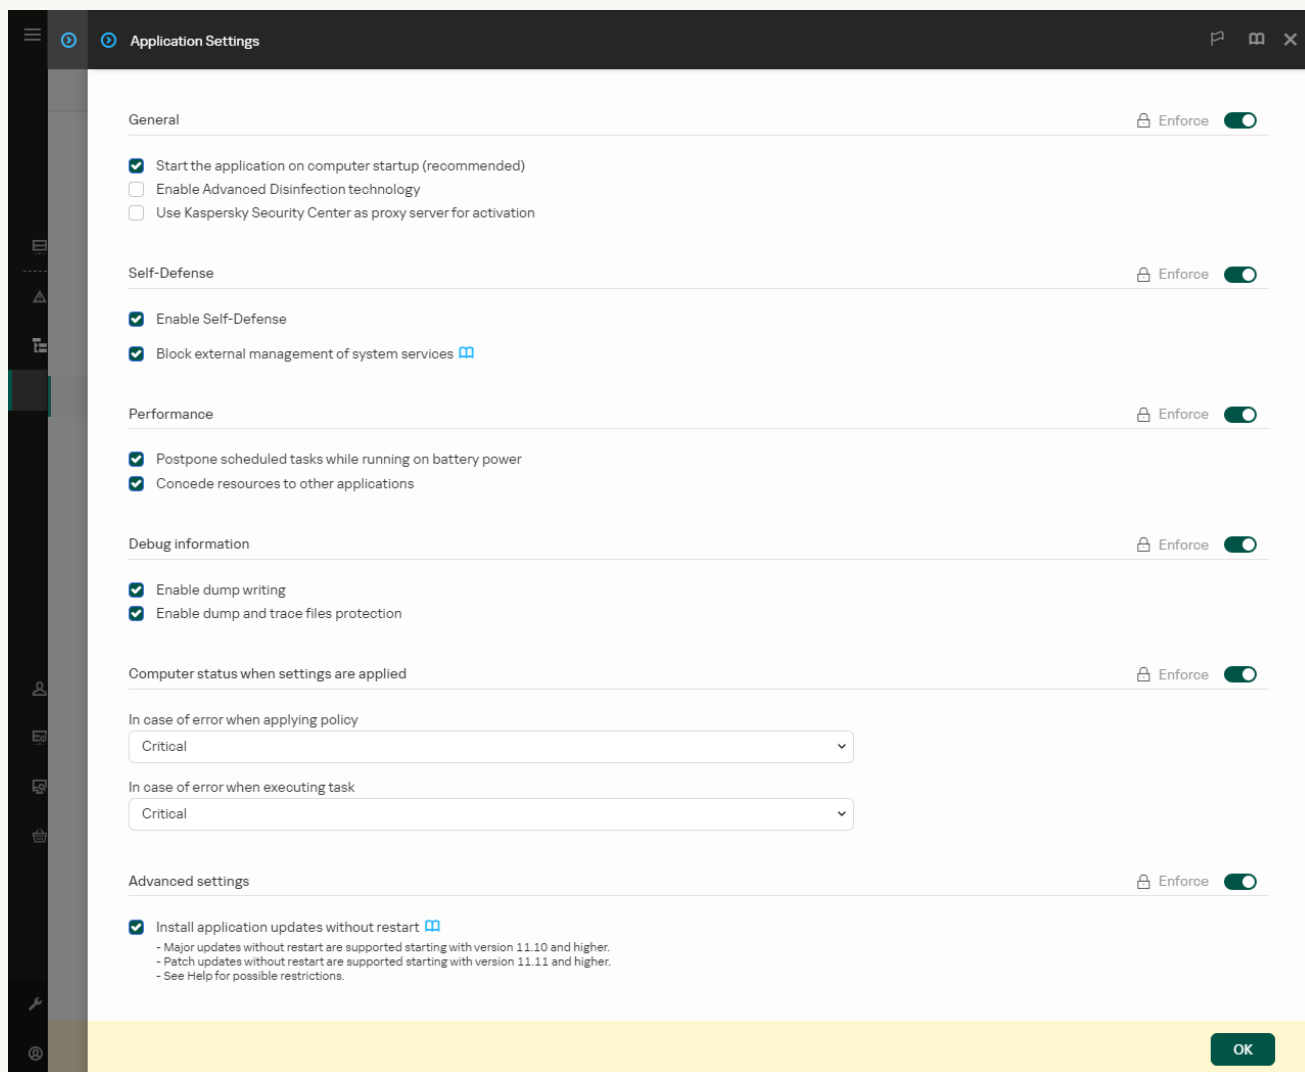 Application Settings
General
Enforce
Start the application on computer startup (recommended)
Enable Advanced Disinfection technology
Use Kaspersky Security Center as proxy server for activation
Self-Defense
Enforce
Enable Self-Defense
Block external management of system services
Performance
Enforce
Postpone scheduled tasks while running on battery power
Concede resources to other applications
Debug information
Enforce
Enable dump writing
Enable dump and trace files protection
Computer status when settings are applied
Enforce
In case of error when applying policy
Critical
In case of error when executing task
Critical
Advanced settings
Enforce
Install application updates without restart
- Major updates without restart are supported starting with version 11.10 and higher.
- Patch updates without restart are supported starting with version 11.11 and higher.
- See Help for possible restrictions.
OK